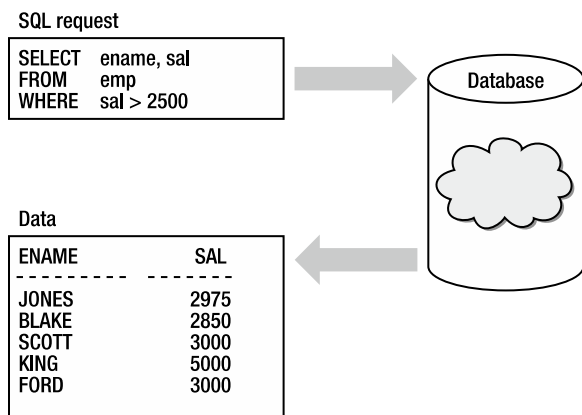 SQL request
SELECT ename, sal
FROM emp
WHERE sal > 2500
Database
Data
ENAME SAL
- - - - - - - - - - - - - - - - -
JONES 2975
BLAKE 2850
SCOTT 3000
KING 5000
FORD 3000